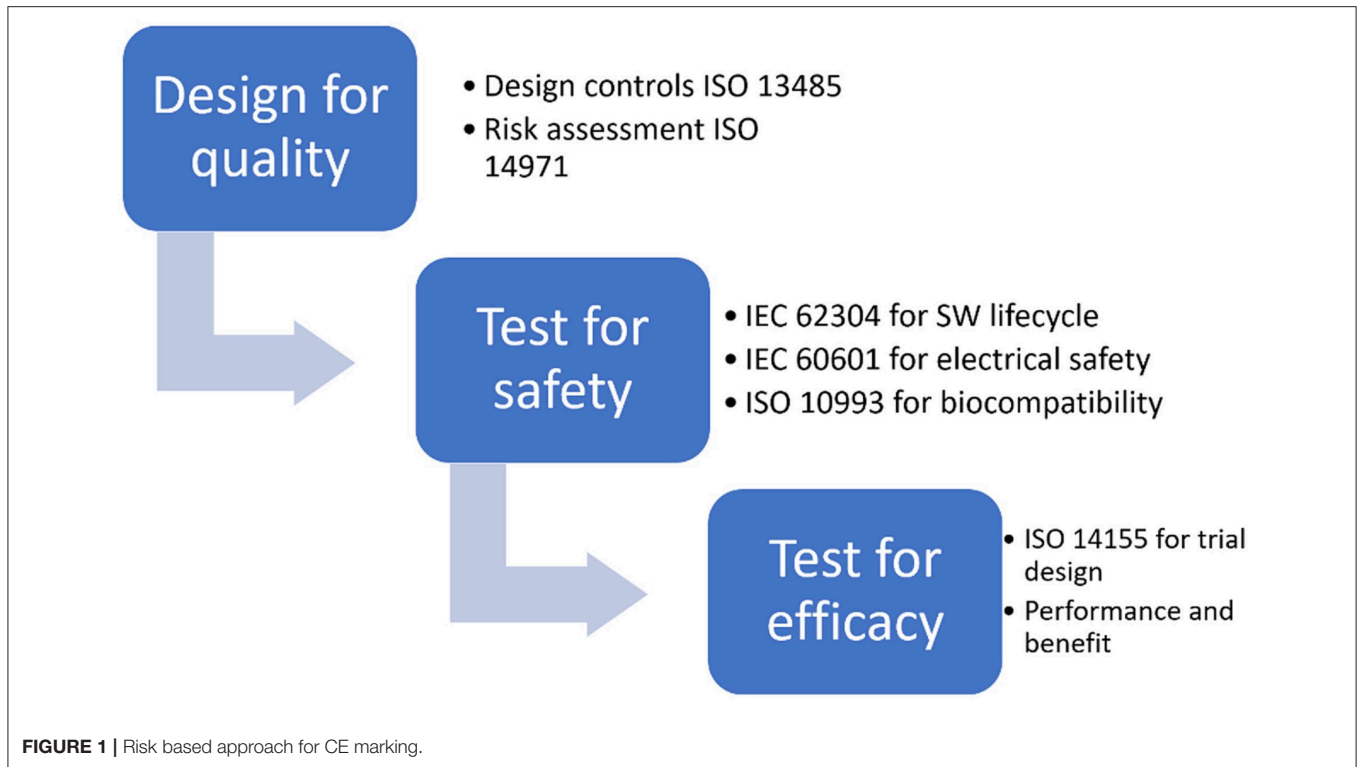 Design for
quality
• Design controls ISO 13485
• Risk assessment ISO
14971
Test for
safety
• IEC 62304 for SW lifecycle
• IEC 60601 for electrical safety
• ISO 10993 for biocompatibility
Test for
efficacy
• ISO 14155 for trial
design
• Performance and
benefit
FIGURE 1 | Risk based approach for CE marking.